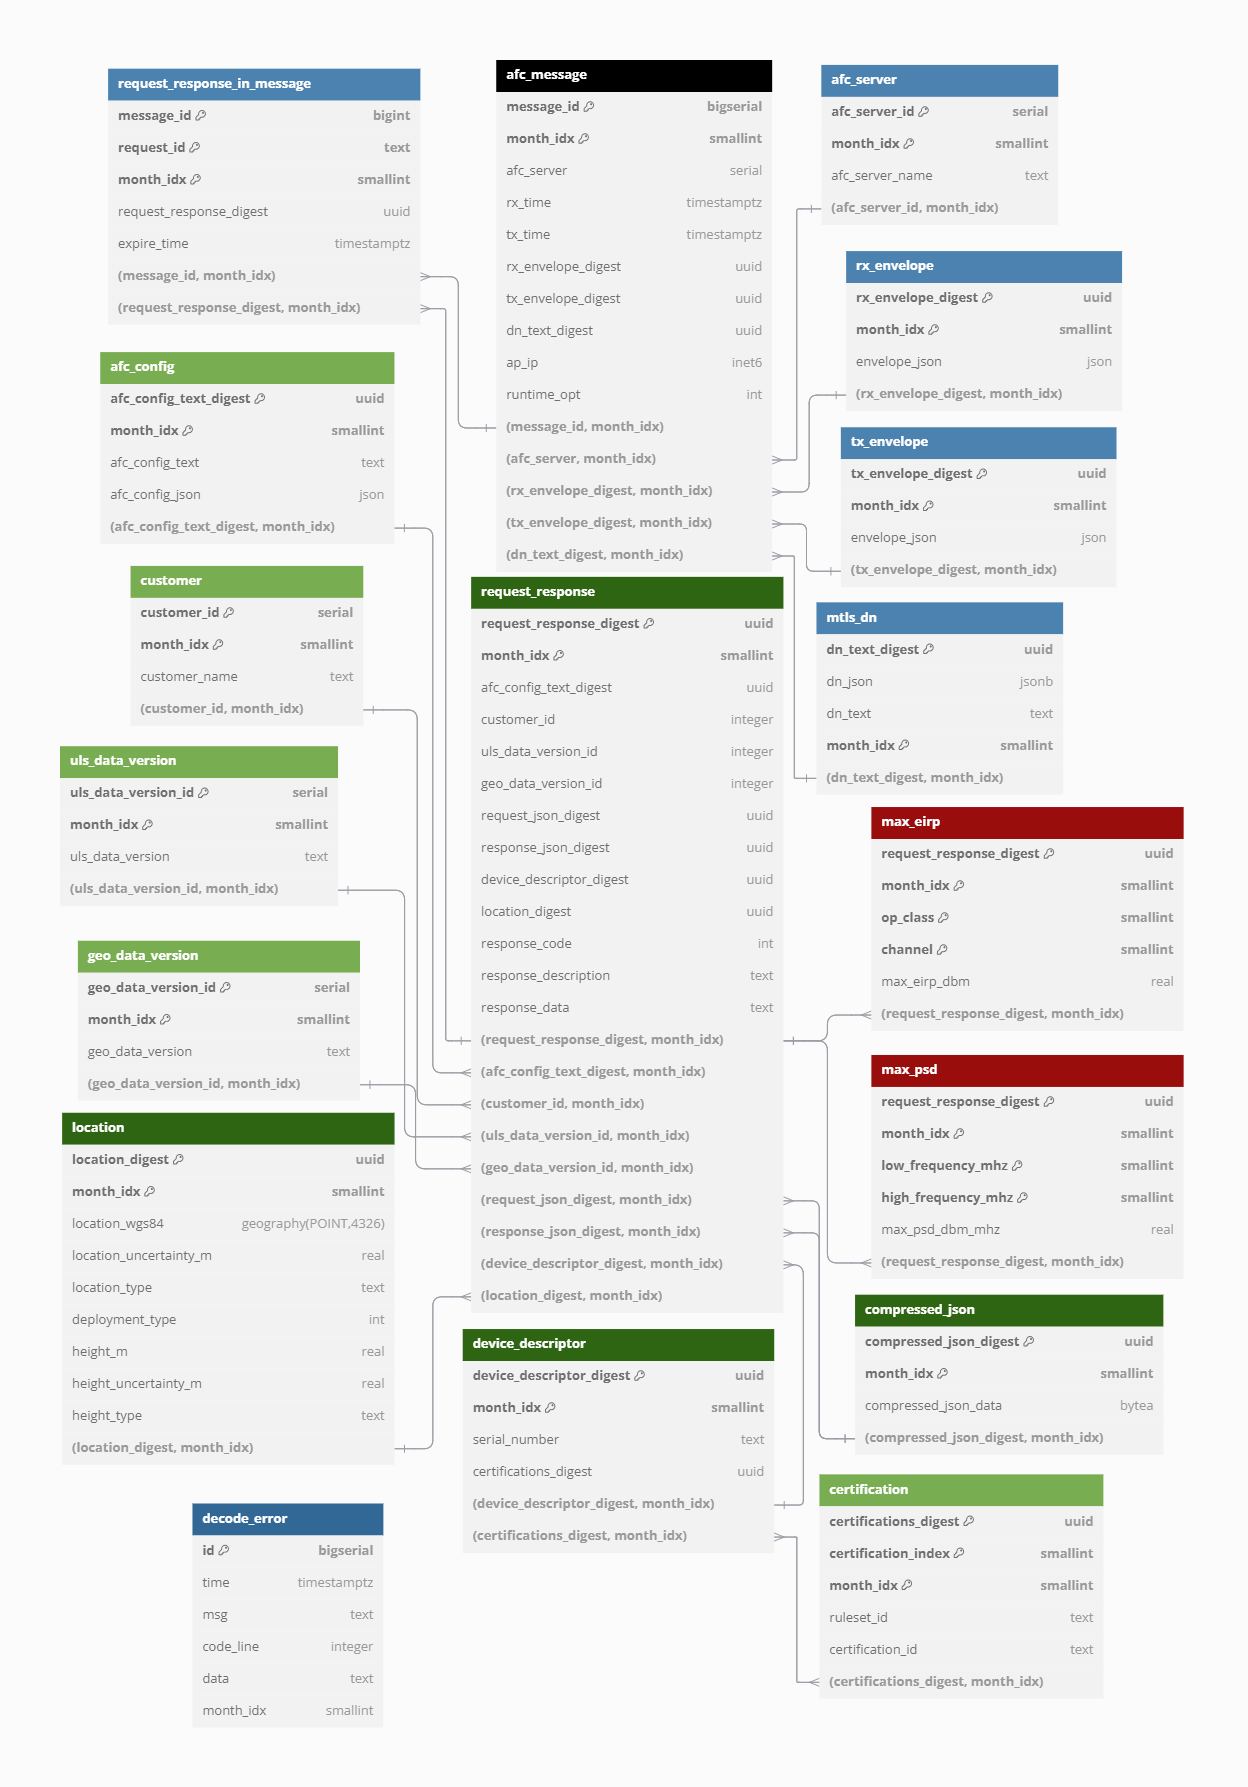 request_response_in_message
message_id bigint
request_id text
month_idx smallint
request_response_digest uuid
expire_time timestamptz
(message_id, month_idx)
(request_response_digest, month_idx)
afc_config
afc_config_text_digest uuid
month_idx smallint
afc_config_text text
afc_config_json json
(afc_config_text_digest, month_idx)
customer
customer_id serial
month_idx smallint
customer_name text
(customer_id, month_idx)
uls_data_version
uls_data_version_id serial
month_idx smallint
uls_data_version text
(uls_data_version_id, month_idx)
geo_data_version
geo_data_version_id serial
month_idx smallint
geo_data_version text
(geo_data_version_id, month_idx)
location
location_digest uuid
month_idx smallint
location_wgs84 geography(POINT,4326)
location_uncertainty_m real
location_type text
deployment_type int
height_m real
height_uncertainty_m real
height_type text
(location_digest, month_idx)
decode_error
id bigserial
time timestamptz
msg text
code_line integer
data text
month_idx smallint
afc_message
message_id bigserial
month_idx smallint
afc_server serial
rx_time timestamptz
tx_time timestamptz
rx_envelope_digest uuid
tx_envelope_digest uuid
dn_text_digest uuid
ap_ip inet6
runtime_opt int
(message_id, month_idx)
(afc_server, month_idx)
(rx_envelope_digest, month_idx)
(tx_envelope_digest, month_idx)
(dn_text_digest, month_idx)
request_response
request_response_digest uuid
month_idx smallint
afc_config_text_digest uuid
customer_id integer
uls_data_version_id integer
geo_data_version_id integer
request_json_digest uuid
response_json_digest uuid
device_descriptor_digest uuid
location_digest uuid
response_code int
response_description text
response_data text
(request_response_digest, month_idx)
(afc_config_text_digest, month_idx)
(customer_id, month_idx)
(uls_data_version_id, month_idx)
(geo_data_version_id, month_idx)
(request_json_digest, month_idx)
(response_json_digest, month_idx)
(device_descriptor_digest, month_idx)
(location_digest, month_idx)
device_descriptor
device_descriptor_digest uuid
month_idx smallint
serial_number text
certifications_digest uuid
(device_descriptor_digest, month_idx)
(certifications_digest, month_idx)
afc_server
afc_server_id serial
month_idx smallint
afc_server_name text
(afc_server_id, month_idx)
rx_envelope
rx_envelope_digest uuid
month_idx smallint
envelope_json json
(rx_envelope_digest, month_idx)
tx_envelope
tx_envelope_digest uuid
month_idx smallint
envelope_json json
(tx_envelope_digest, month_idx)
mtls_dn
dn_text_digest uuid
dn_json jsonb
dn_text text
month_idx smallint
(dn_text_digest, month_idx)
max_eirp
request_response_digest uuid
month_idx smallint
op_class smallint
channel smallint
max_eirp_dbm real
(request_response_digest, month_idx)
max_psd
request_response_digest uuid
month_idx smallint
low_frequency_mhz smallint
high_frequency_mhz smallint
max_psd_dbm_mhz real
(request_response_digest, month_idx)
compressed_json
compressed_json_digest uuid
month_idx smallint
compressed_json_data bytea
(compressed_json_digest, month_idx)
certification
certifications_digest uuid
certification_index smallint
month_idx smallint
ruleset_id text
certification_id text
(certifications_digest, month_idx)